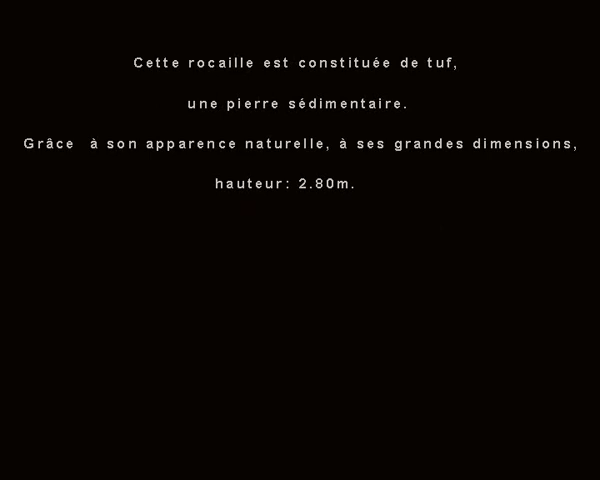 Cette rocaille est constituée de tuf,
une pierre sédimentaire.
Grâce à son apparence naturelle, à ses grandes dimensions,
hauteur: 2.80m.